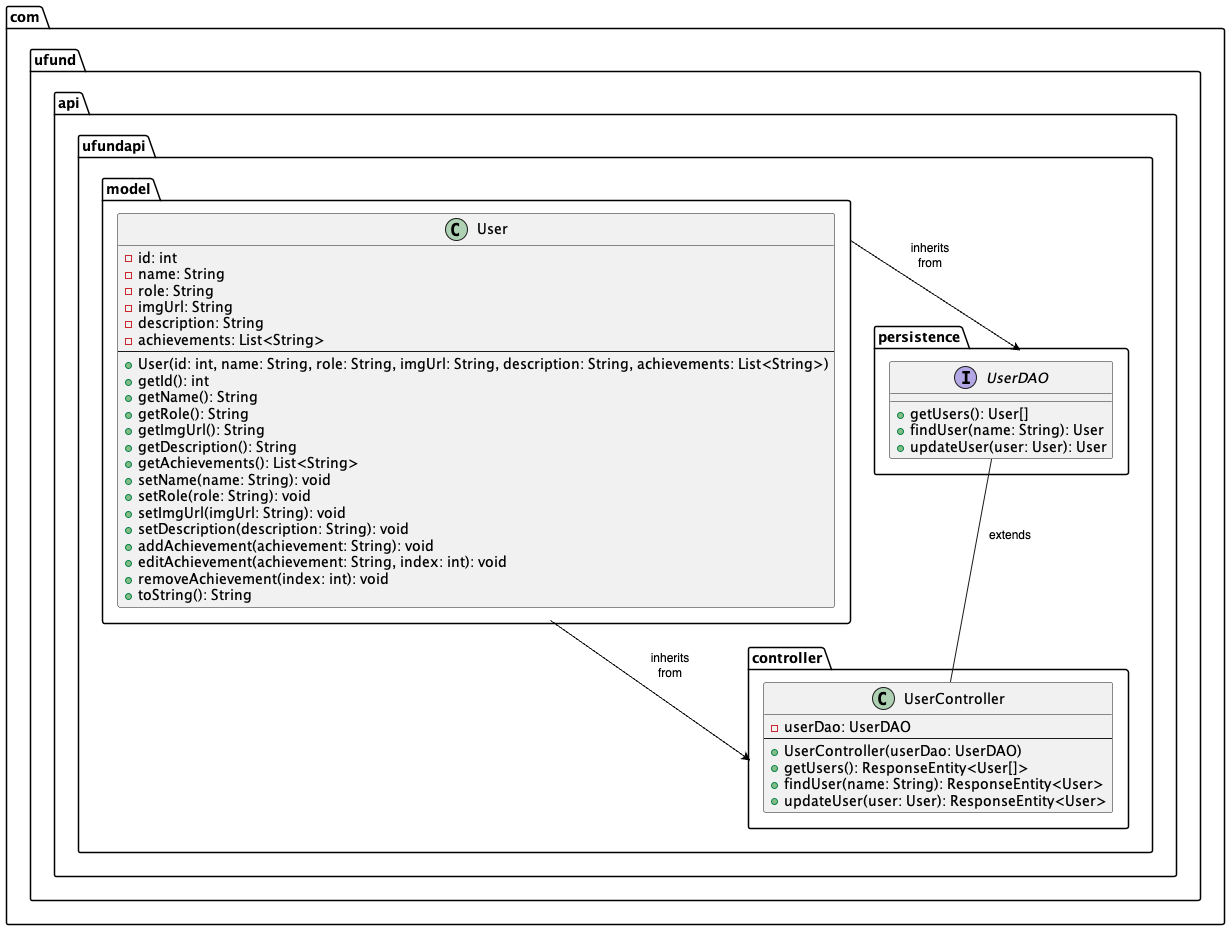 com
ufund
api
ufundapi
model
C User
id: int
name: String
role: String
imgUrl: String
description: String
achievements: List<String>
User(id: int, name: String, role: String, imgUrl: String, description: String, achievements: List<String>)
getId(): int
getName(): String
getRole(): String
getImgUrl(): String
getDescription(): String
getAchievements(): List<String>
setName(name: String): void
setRole(role: String): void
setImgUrl(imgUrl: String): void
setDescription(description: String): void
addAchievement(achievement: String): void
editAchievement(achievement: String, index: int): void
removeAchievement(index: int): void
toString(): String
inherits
from
persistence
I UserDAO
getUsers(): User[]
findUser(name: String): User
updateUser(user: User): User
extends
inherits
from
controller
C UserController
userDao: UserDAO
UserController(userDao: UserDAO)
getUsers(): ResponseEntity<User[]>
findUser(name: String): ResponseEntity<User>
updateUser(user: User): ResponseEntity<User>